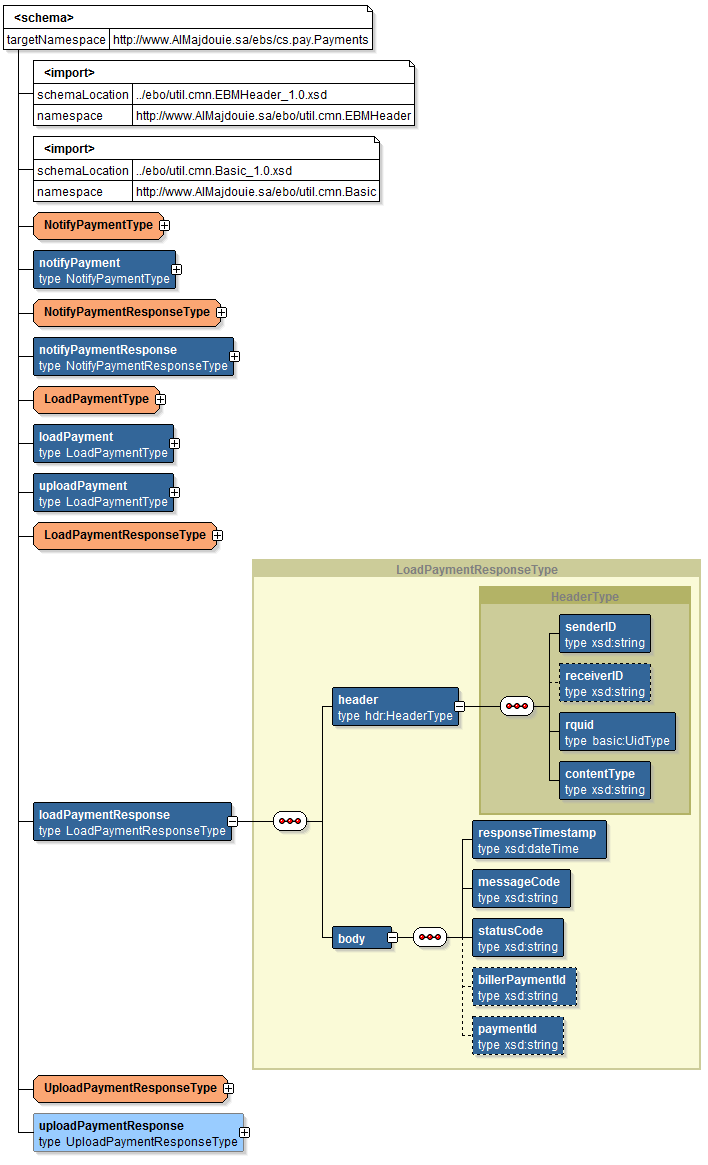 <schema>
targetNamespace http://www.AlMajdouie.sa/ebs/cs.pay.Payments
<import>
schemaLocation ../ebo/util.cmn.EBMHeader_1.0.xsd
namespace http://www.AlMajdouie.sa/ebo/util.cmn.EBMHeader
<import>
schemaLocation ../ebo/util.cmn.Basic_1.0.xsd
namespace http://www.AlMajdouie.sa/ebo/util.cmn.Basic
NotifyPaymentType
notifyPayment
type NotifyPaymentType
NotifyPaymentResponseType
notifyPaymentResponse
type NotifyPaymentResponseType
LoadPaymentType
loadPayment
type LoadPaymentType
uploadPayment
type LoadPaymentType
LoadPaymentResponseType
loadPaymentResponse
type LoadPaymentResponseType
LoadPaymentResponseType
header
type hdr:HeaderType
HeaderType
senderID
type xsd:string
receiverID
type xsd:string
rquid
type basic:UidType
contentType
type xsd:string
body
responseTimestamp
type xsd:dateTime
messageCode
type xsd:string
statusCode
type xsd:string
billerPaymentId
type xsd:string
paymentId
type xsd:string
UploadPaymentResponseType
uploadPaymentResponse
type UploadPaymentResponseType